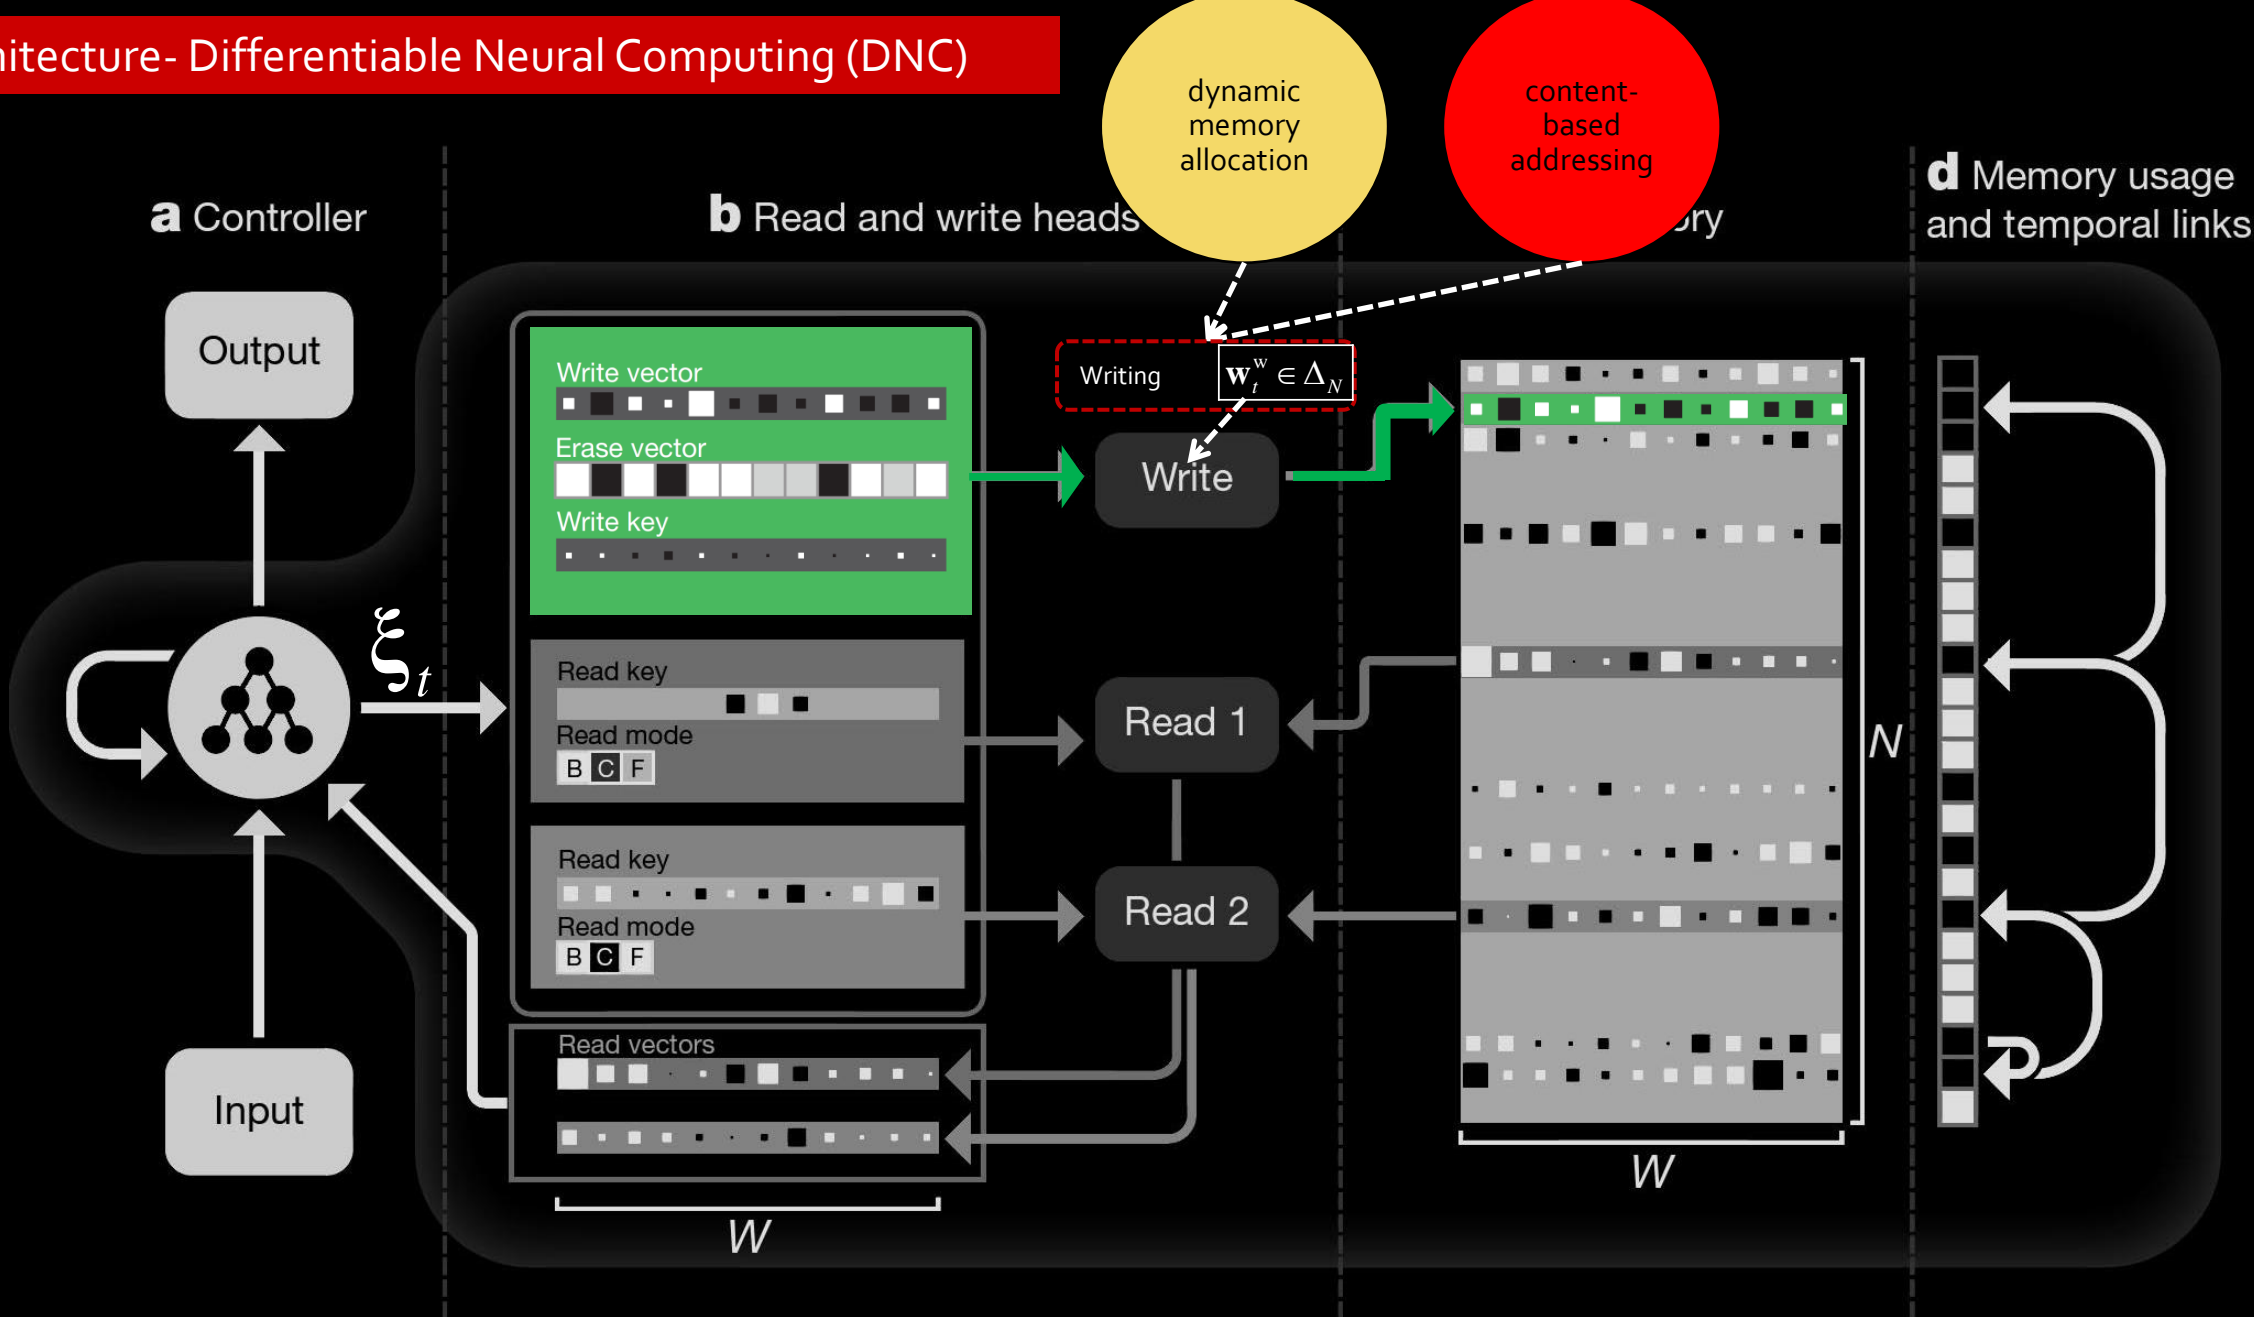 Differentiable Neural Computing (DNC)
dynamic
memory
allocation
content-
based
addressing
a Controller
b Read and write heads
d Memory usage
and temporal links
Output
Write vector
Erase vector
Write key
Writing
w_t^w ∈ Δ_N
Write
ξ_t
Read key
Read mode
B C F
Read 1
N
Read key
Read mode
B C F
Read 2
Read vectors
Input
W
W